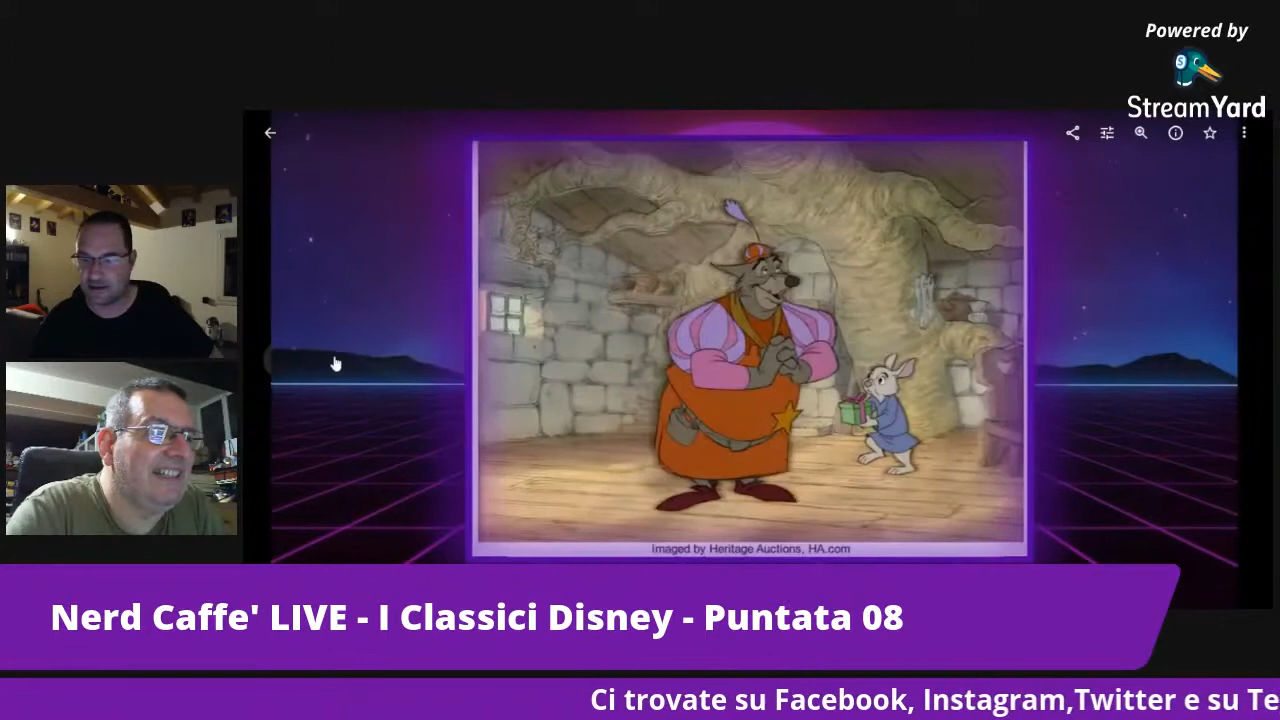 Powered by
StreamYard
Imaged by Heritage Auctions, HA.com
Nerd Caffe' LIVE - I Classici Disney - Puntata 08
Ci trovate su Facebook, Instagram,Twitter e su Te